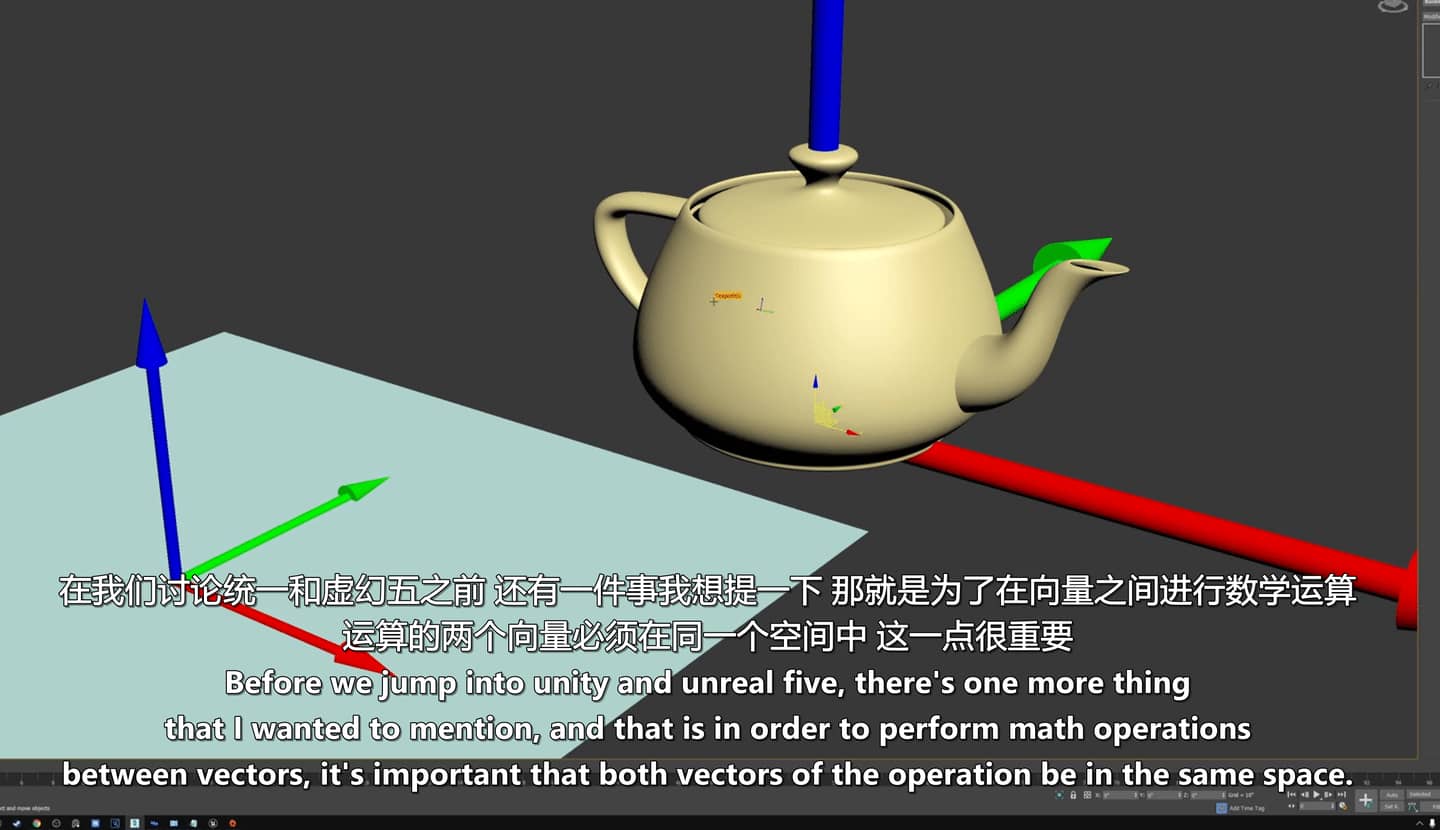 在我们讨论统一和虚幻五之前 还有一件事我想提一下 那就是为了在向量之间进行数学运算
运算的两个向量必须在同一个空间中 这一点很重要
Before we jump into unity and unreal five, there's one more thing
that I wanted to mention, and that is in order to perform math operations
between vectors, it's important that both vectors of the operation be in the same space.
Add Time Tag